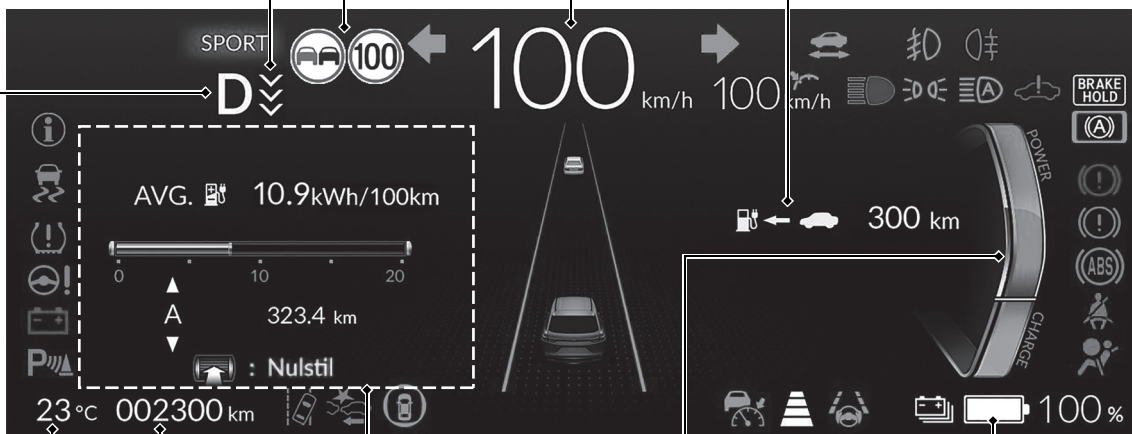 SPORT
100
100 km/h
D
100 km/h
A
BRAKE HOLD
(A)
POWER
AVG. 10.9kWh/100km
300 km
0 10 20
ABS
A 323.4 km
CHARGE
: Nulstil
P
23 °C 002300 km
100 %